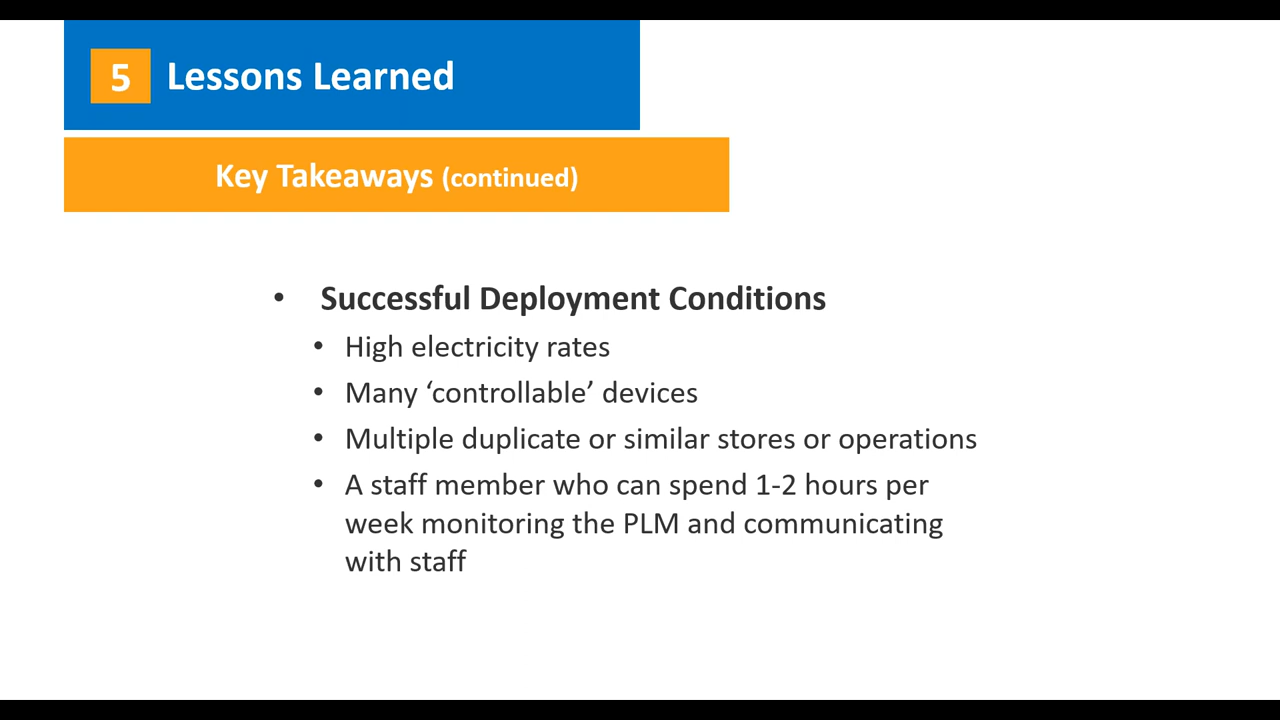 5 Lessons Learned
Key Takeaways (continued)
• Successful Deployment Conditions
• High electricity rates
• Many ‘controllable’ devices
• Multiple duplicate or similar stores or operations
• A staff member who can spend 1-2 hours per
week monitoring the PLM and communicating
with staff